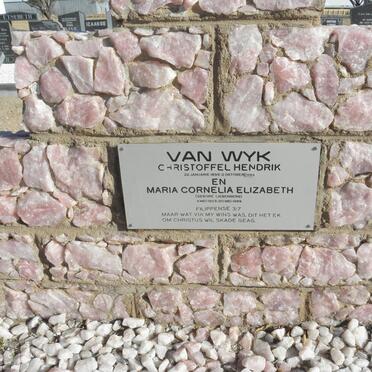 VAN WYK
CHRISTOFFEL HENDRIK
EN
MARIA CORNELIA ELIZABETH
FILIPPENSE 3:7
MAAR WAT VIR MY WINS WAS, DIT HET EK
OM CHRISTUS WIL SKADE GEAG.